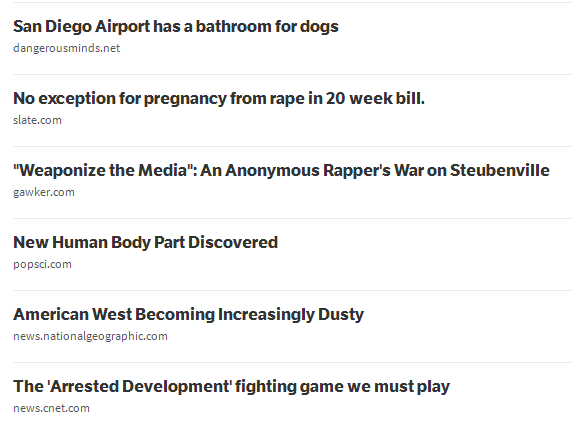 San Diego Airport has a bathroom for dogs
dangerousminds.net
No exception for pregnancy from rape in 20 week bill.
slate.com
"Weaponize the Media": An Anonymous Rapper's War on Steubenville
gawker.com
New Human Body Part Discovered
popsci.com
American West Becoming Increasingly Dusty
news.nationalgeographic.com
The 'Arrested Development' fighting game we must play
news.cnet.com